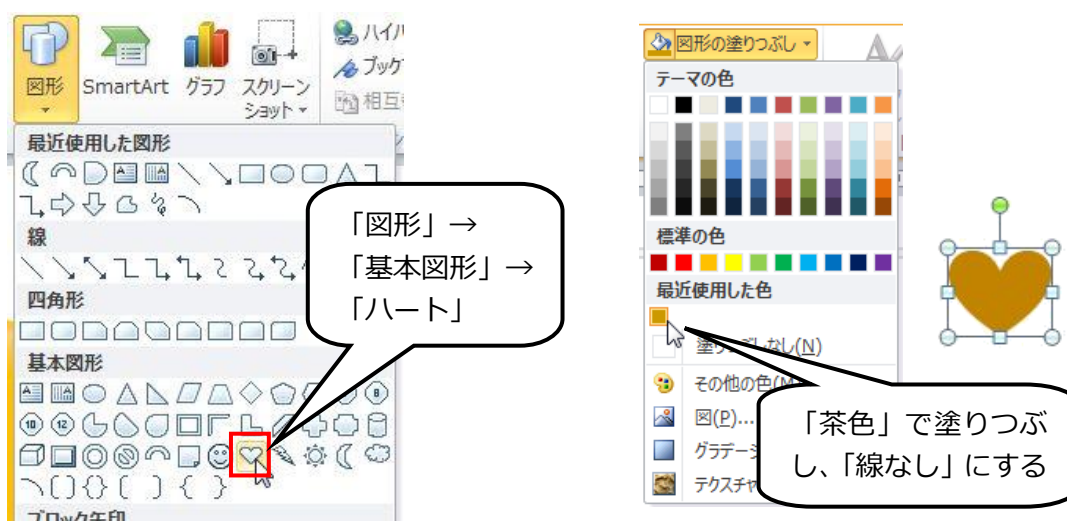 図形
SmartArt
グラフ
スクリーン
ショット
ハイパ
ブック
相互
最近使用した図形
線
四角形
基本図形
ブロック矢印
「図形」→
「基本図形」→
「ハート」
図形の塗りつぶし
テーマの色
標準の色
最近使用した色
塗りつぶしなし(N)
その他の色(M)
図(P)...
グラデーシ
テクスチャ
「茶色」で塗りつぶ
し、「線なし」にする